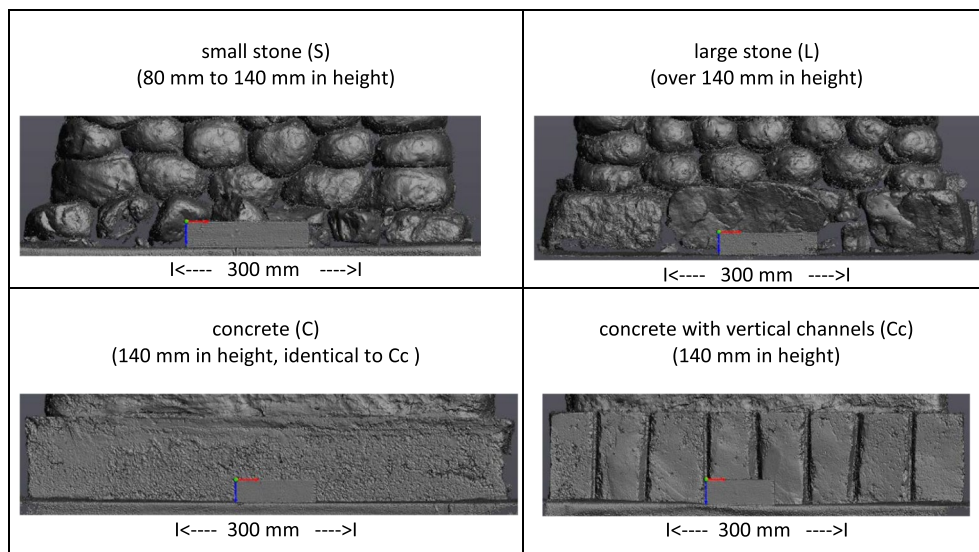 small stone (S)
(80 mm to 140 mm in height)
I<---- 300 mm ---->I
large stone (L)
(over 140 mm in height)
I<---- 300 mm ---->I
concrete (C)
(140 mm in height, identical to Cc )
I<---- 300 mm ---->I
concrete with vertical channels (Cc)
(140 mm in height)
I<---- 300 mm ---->I